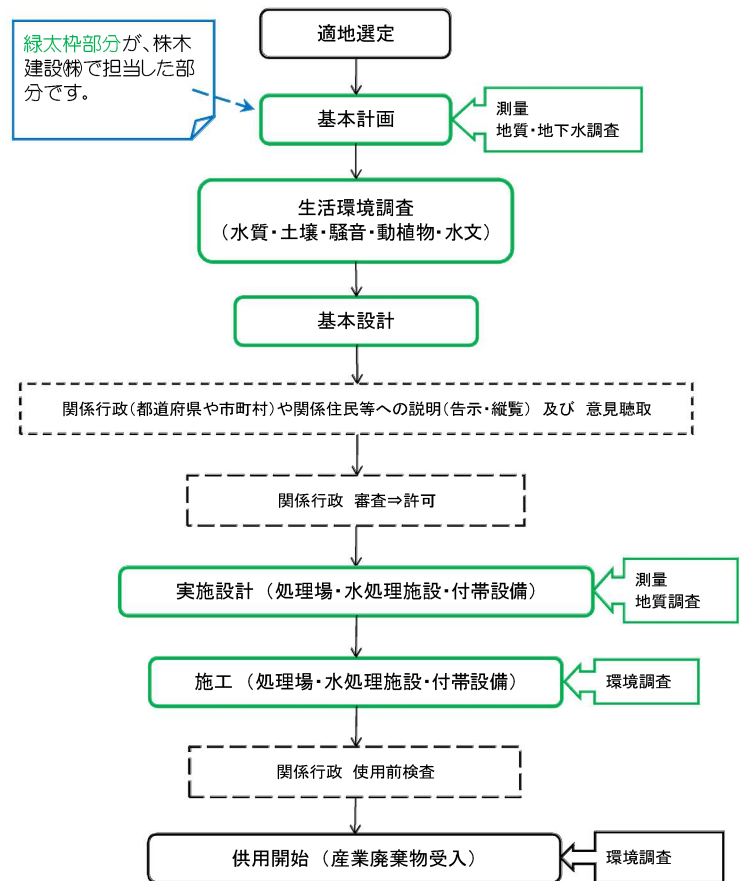 適地選定
緑太枠部分が、株木
建設㈱で担当した部
分です。
基本計画
測量
地質・地下水調査
生活環境調査
（水質・土壌・騒音・動植物・水文）
基本設計
関係行政（都道府県や市町村）や関係住民等への説明（告示・縦覧） 及び 意見聴取
関係行政 審査⇒許可
実施設計 （処理場・水処理施設・付帯設備）
測量
地質調査
施工 （処理場・水処理施設・付帯設備）
環境調査
関係行政 使用前検査
供用開始 （産業廃棄物受入）
環境調査